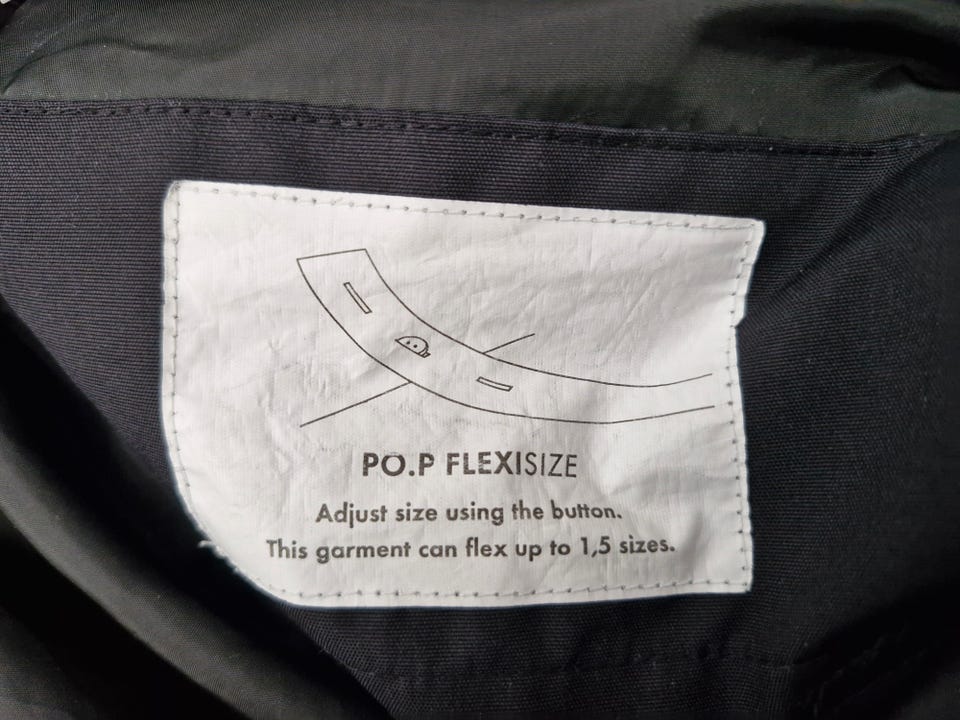 PO.P FLEXISIZE
Adjust size using the button.
This garment can flex up to 1,5 sizes.